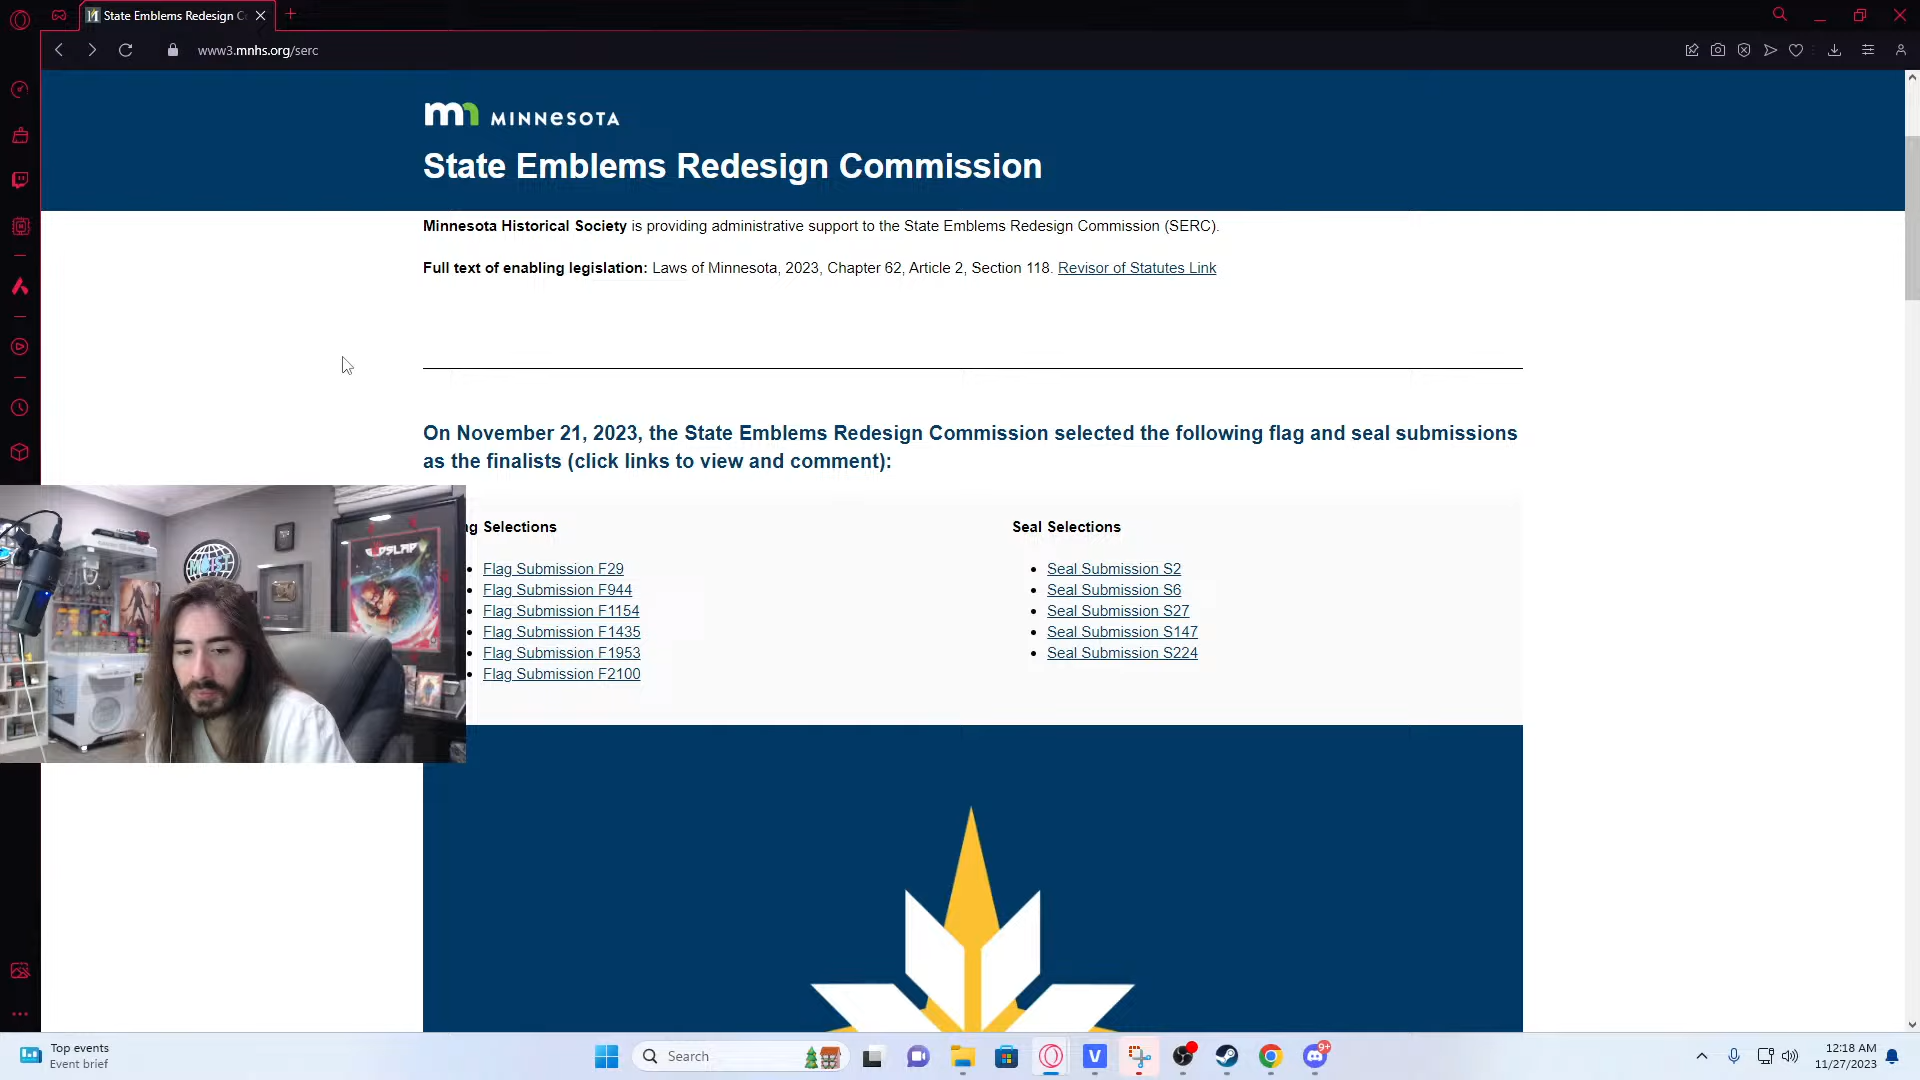 State Emblems Redesign C
www3.mnhs.org/serc
mn MINNESOTA
State Emblems Redesign Commission
Minnesota Historical Society is providing administrative support to the State Emblems Redesign Commission (SERC).
Full text of enabling legislation: Laws of Minnesota, 2023, Chapter 62, Article 2, Section 118. Revisor of Statutes Link
On November 21, 2023, the State Emblems Redesign Commission selected the following flag and seal submissions
as the finalists (click links to view and comment):
g Selections
Flag Submission F29
Flag Submission F944
Flag Submission F1154
Flag Submission F1435
Flag Submission F1953
Flag Submission F2100
Seal Selections
Seal Submission S2
Seal Submission S6
Seal Submission S27
Seal Submission S147
Seal Submission S224
MOIST
GODSLAP
Top events
Event brief
Search
V
9+
12:18 AM
11/27/2023